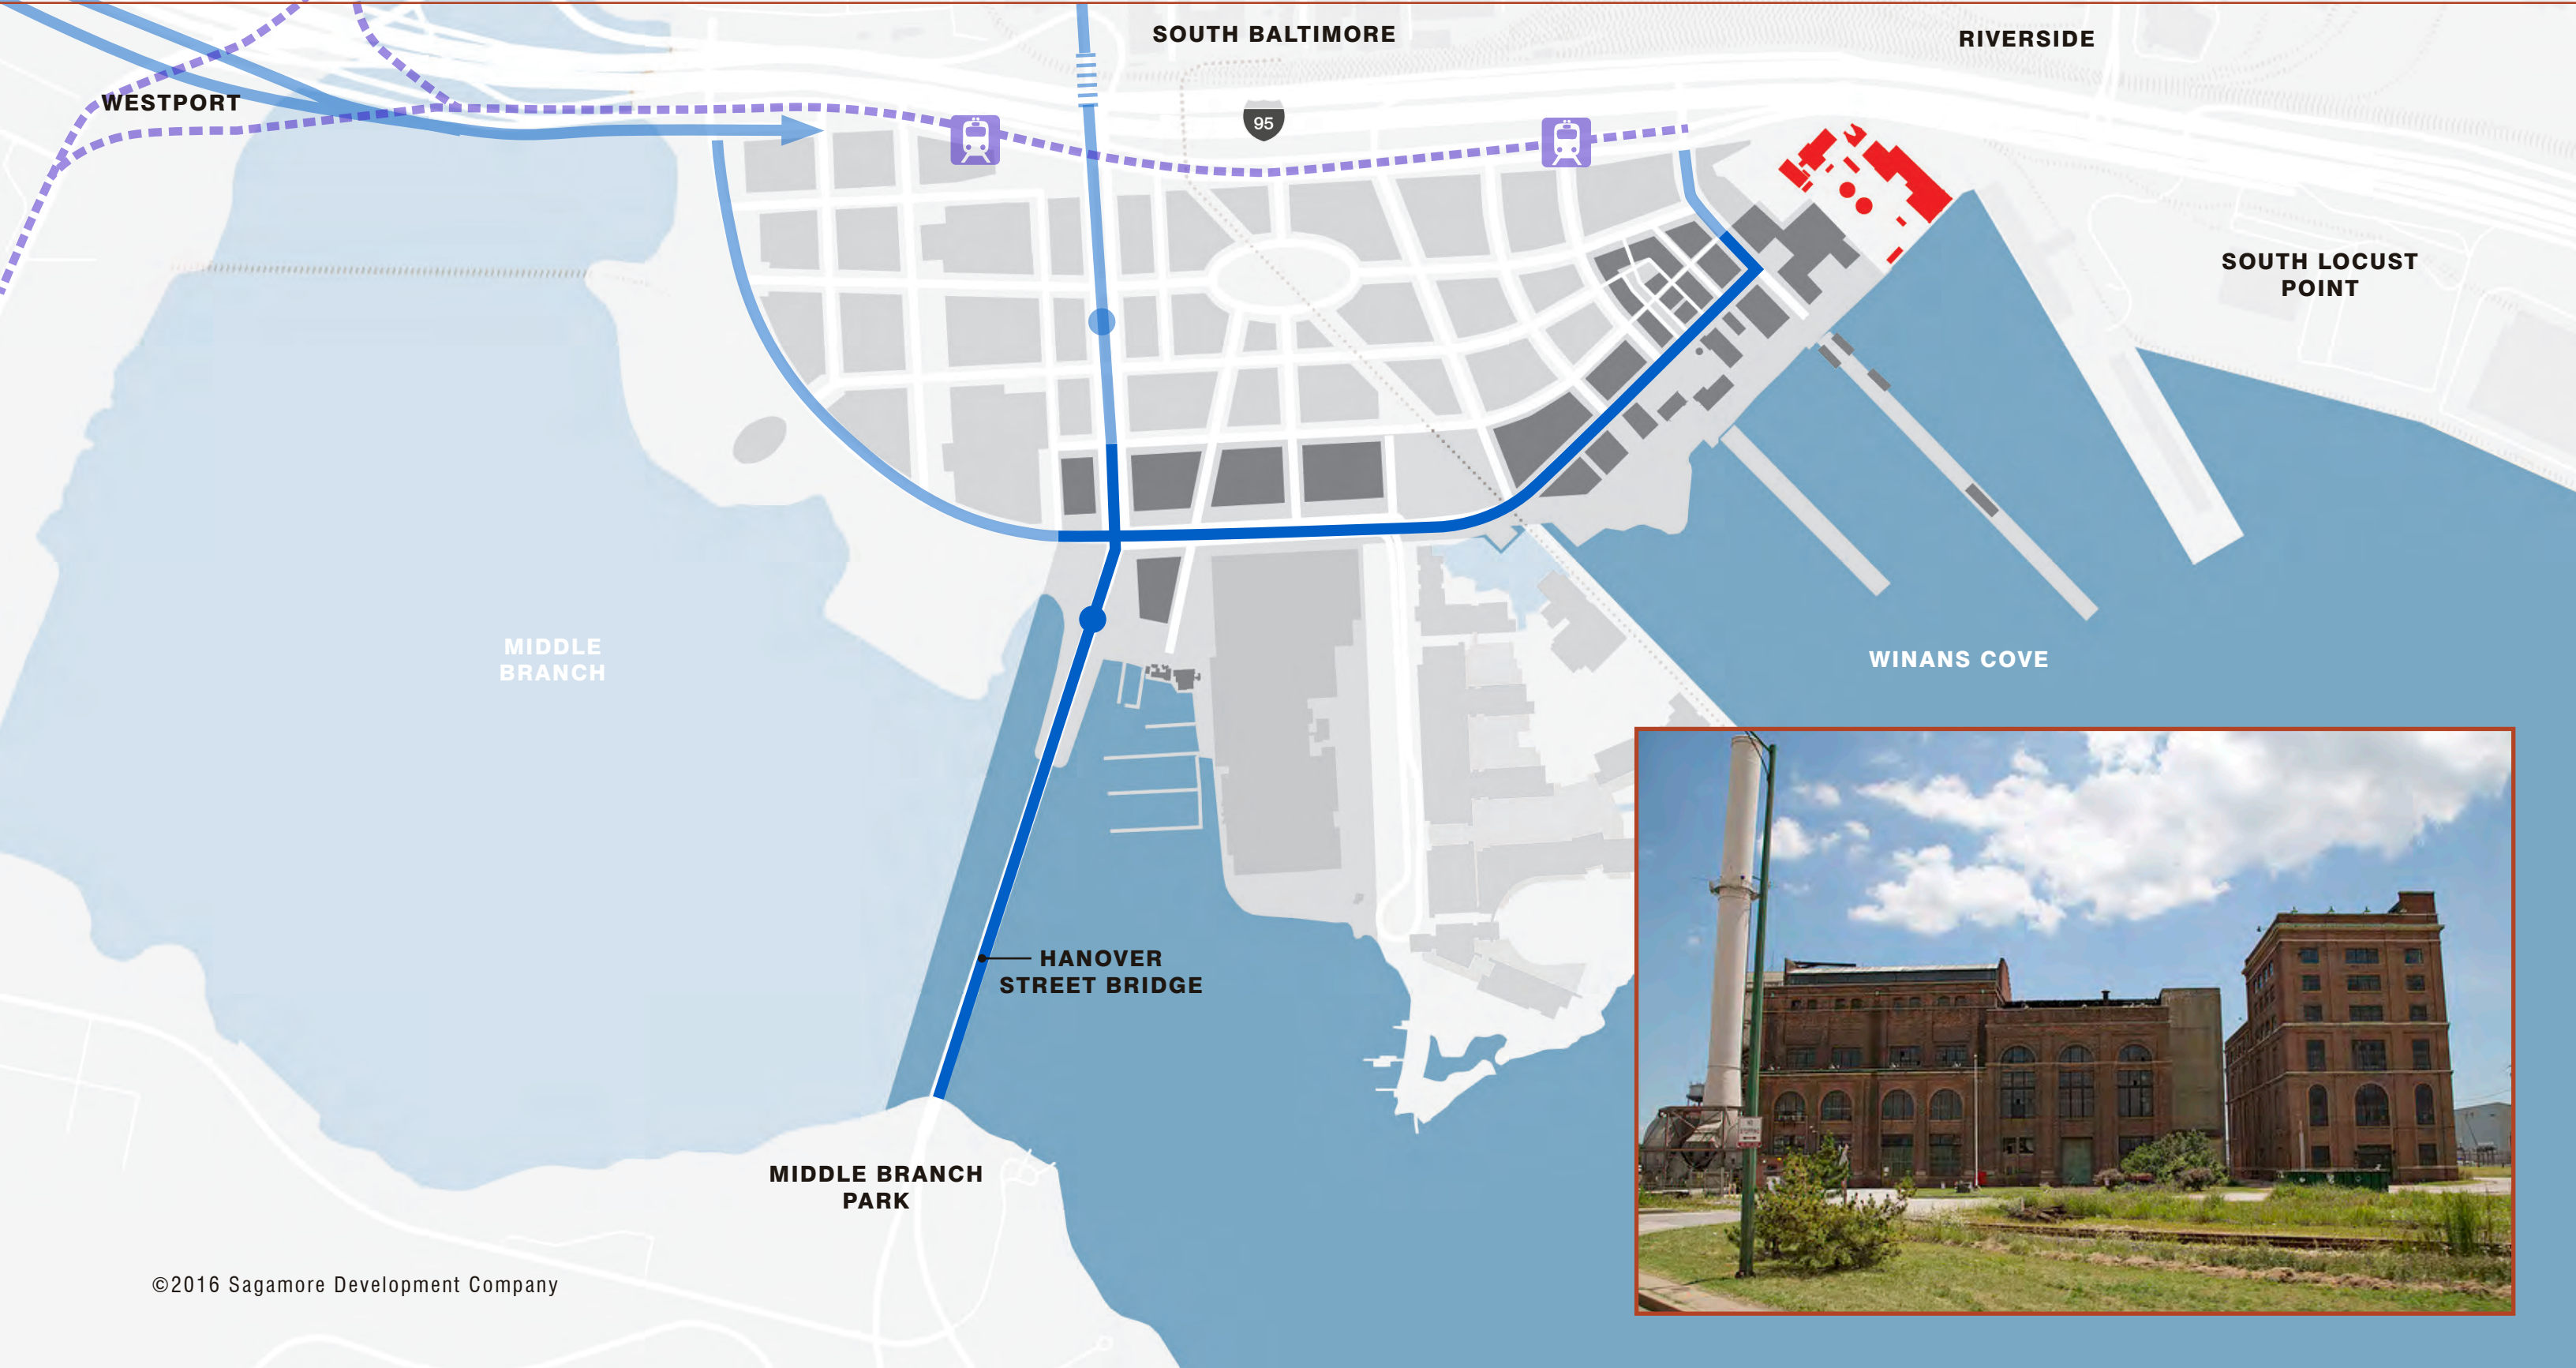 SOUTH BALTIMORE
RIVERSIDE
WESTPORT
95
SOUTH LOCUST
POINT
MIDDLE
BRANCH
WINANS COVE
HANOVER
STREET BRIDGE
MIDDLE BRANCH
PARK
©2016 Sagamore Development Company